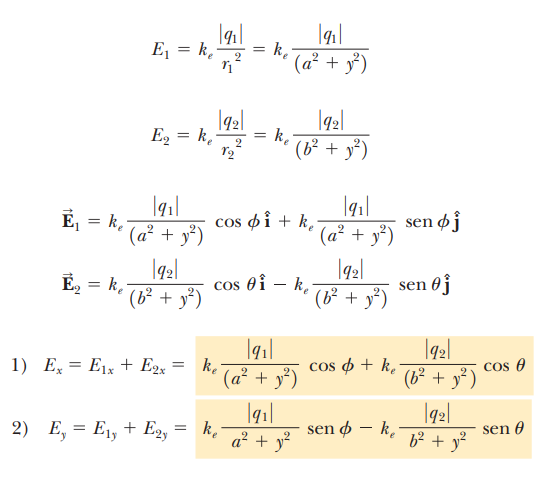 E₁ = kₑ |q₁|/r₁² = kₑ |q₁|/(a² + y²)
E₂ = kₑ |q₂|/r₂² = kₑ |q₂|/(b² + y²)
E⃗₁ = kₑ |q₁|/(a² + y²) cos ϕ î + kₑ |q₁|/(a² + y²) sen ϕ ĵ
E⃗₂ = kₑ |q₂|/(b² + y²) cos θ î − kₑ |q₂|/(b² + y²) sen θ ĵ
1) Eₓ = E₁ₓ + E₂ₓ = kₑ |q₁|/(a² + y²) cos ϕ + kₑ |q₂|/(b² + y²) cos θ
2) E_y = E₁y + E₂y = kₑ |q₁|/a² + y² sen ϕ − kₑ |q₂|/b² + y² sen θ